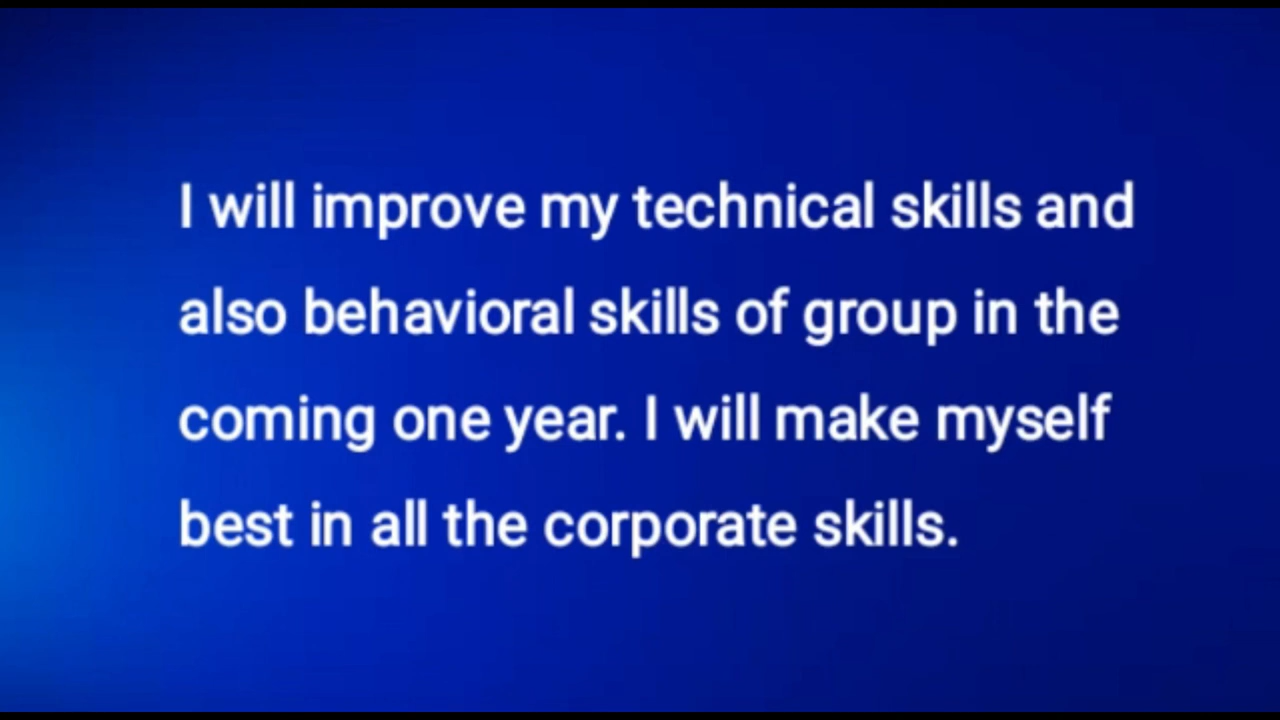 I will improve my technical skills and
also behavioral skills of group in the
coming one year. I will make myself
best in all the corporate skills.